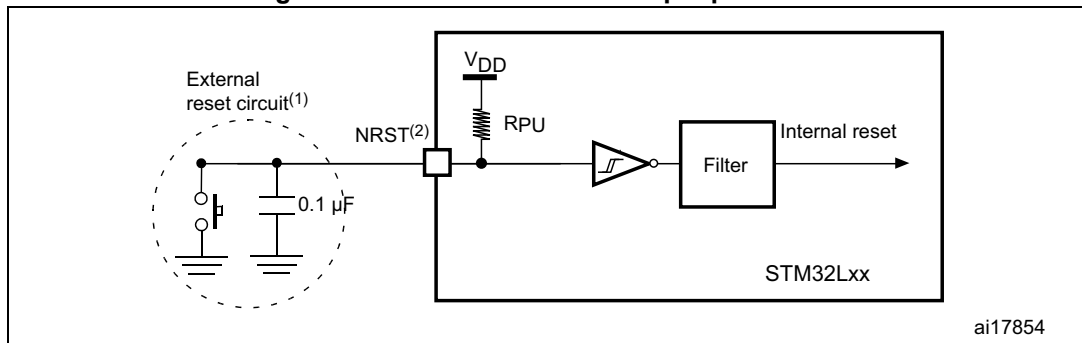 External
reset circuit(1)
NRST(2)
VDD
RPU
0.1 µF
Filter
Internal reset
STM32Lxx
ai17854